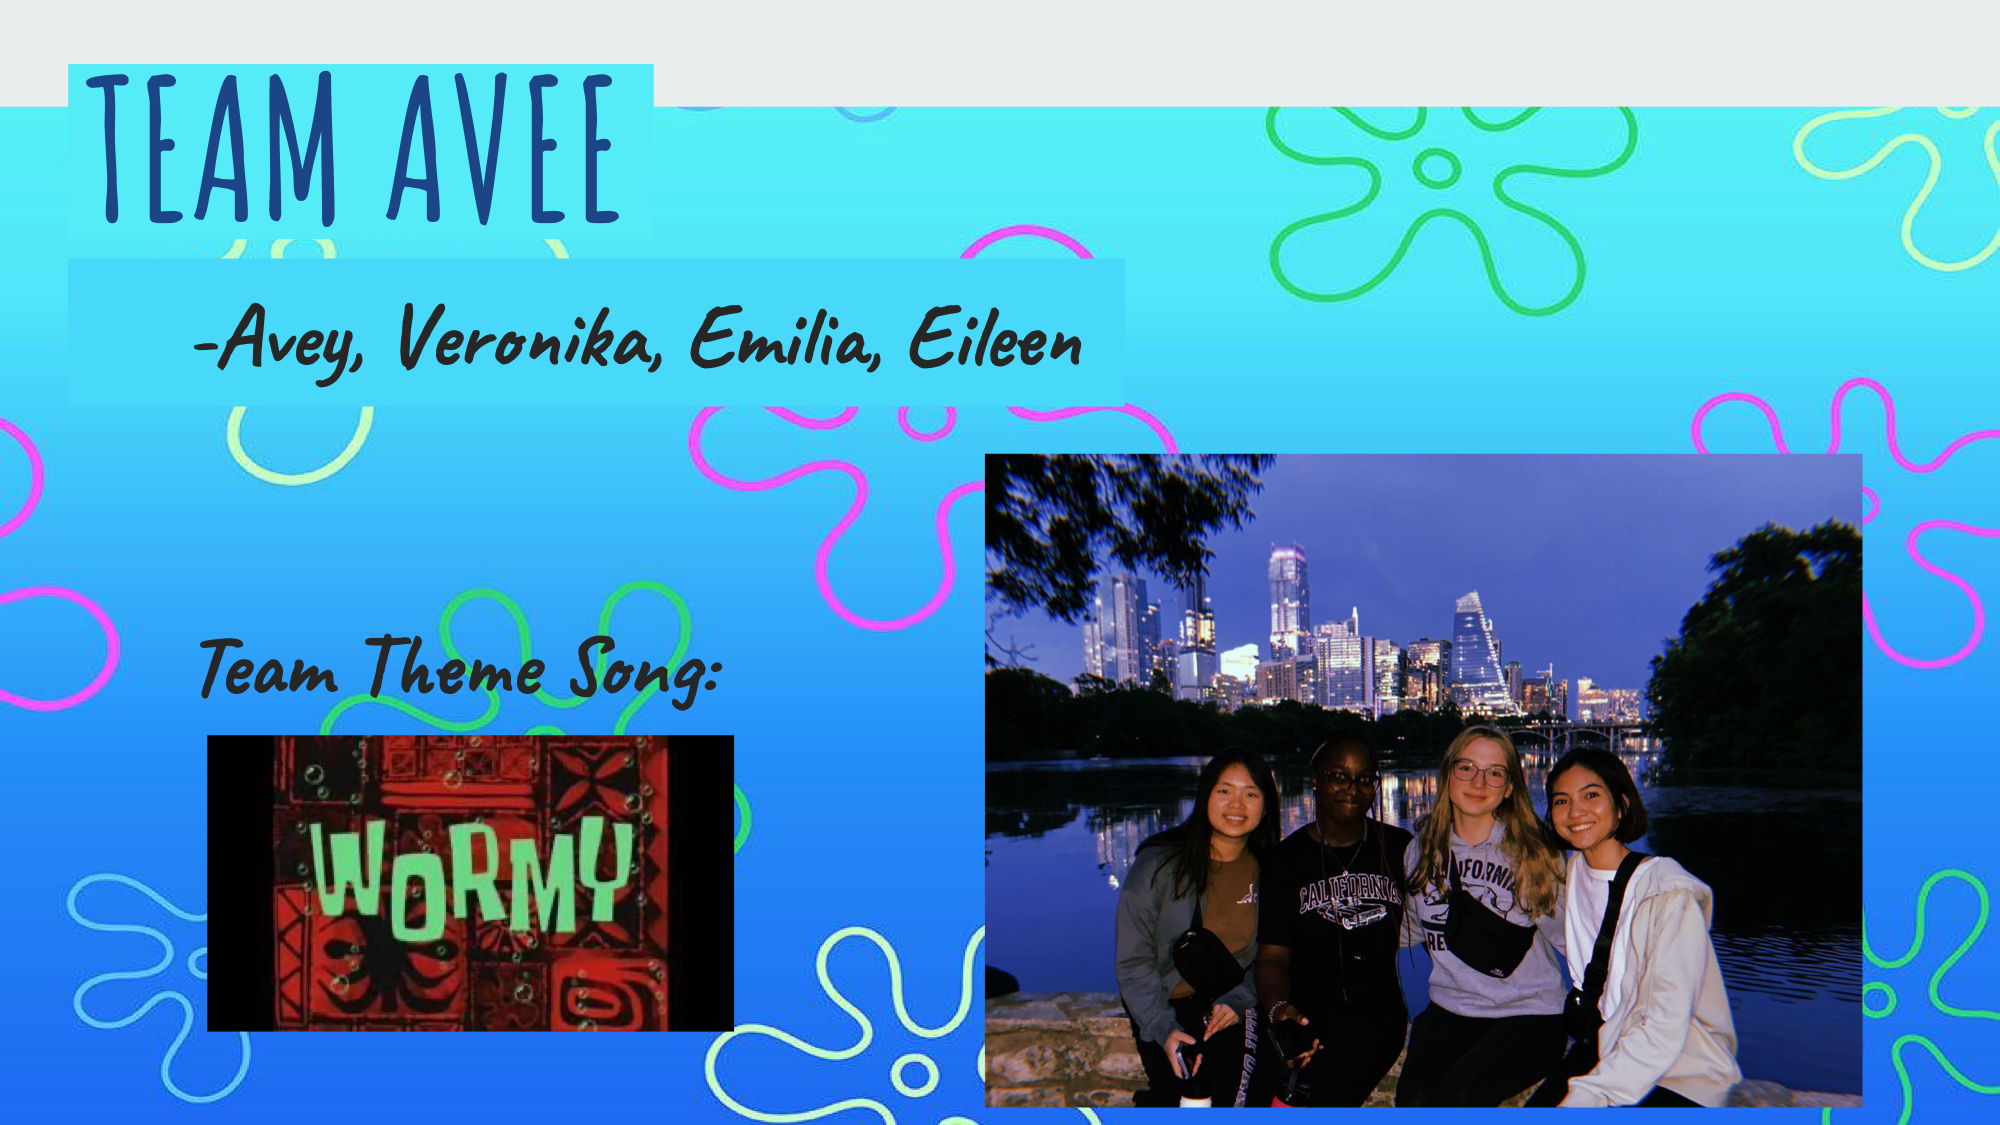 TEAM AVEE
-Avey, Veronika, Emilia, Eileen
Team Theme Song:
WORMY
CALIFORNIA